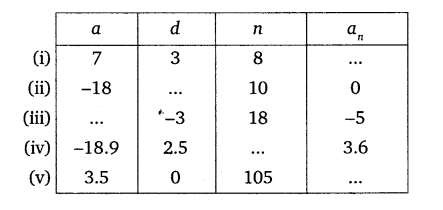 a d n aₙ
(i) 7 3 8 ...
(ii) –18 ... 10 0
(iii) ... –3 18 –5
(iv) –18.9 2.5 ... 3.6
(v) 3.5 0 105 ...